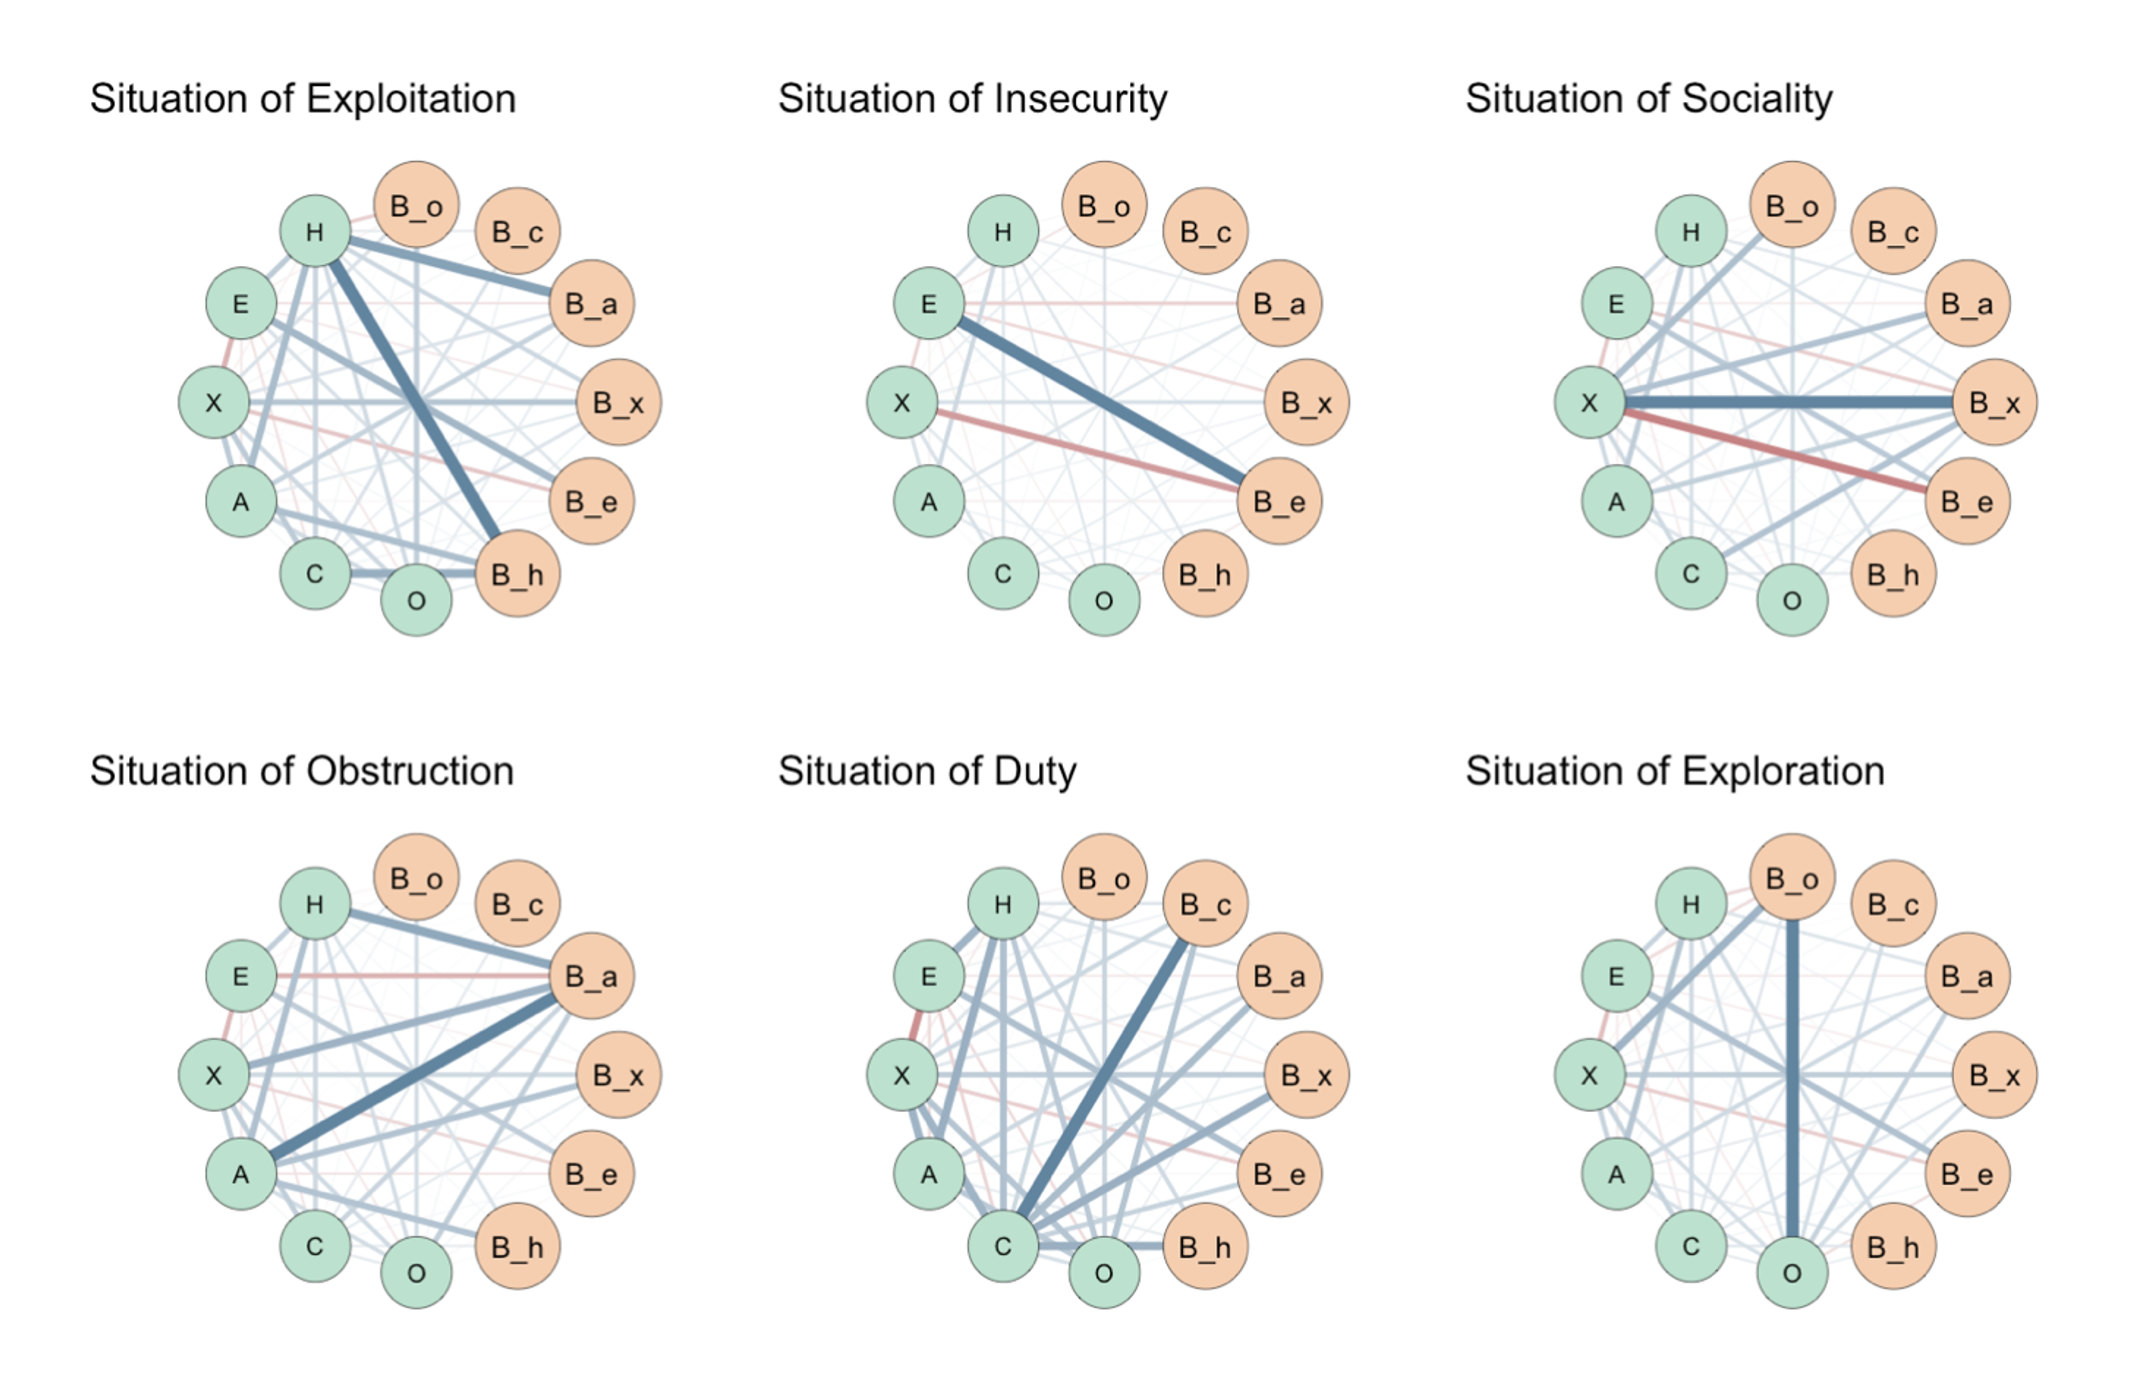 Situation of Exploitation
H
B_o
B_c
E
B_a
X
B_x
A
B_e
C
O
B_h
Situation of Insecurity
H
B_o
B_c
E
B_a
X
B_x
A
B_e
C
O
B_h
Situation of Sociality
H
B_o
B_c
E
B_a
X
B_x
A
B_e
C
O
B_h
Situation of Obstruction
H
B_o
B_c
E
B_a
X
B_x
A
B_e
C
O
B_h
Situation of Duty
H
B_o
B_c
E
B_a
X
B_x
A
B_e
C
O
B_h
Situation of Exploration
H
B_o
B_c
E
B_a
X
B_x
A
B_e
C
O
B_h